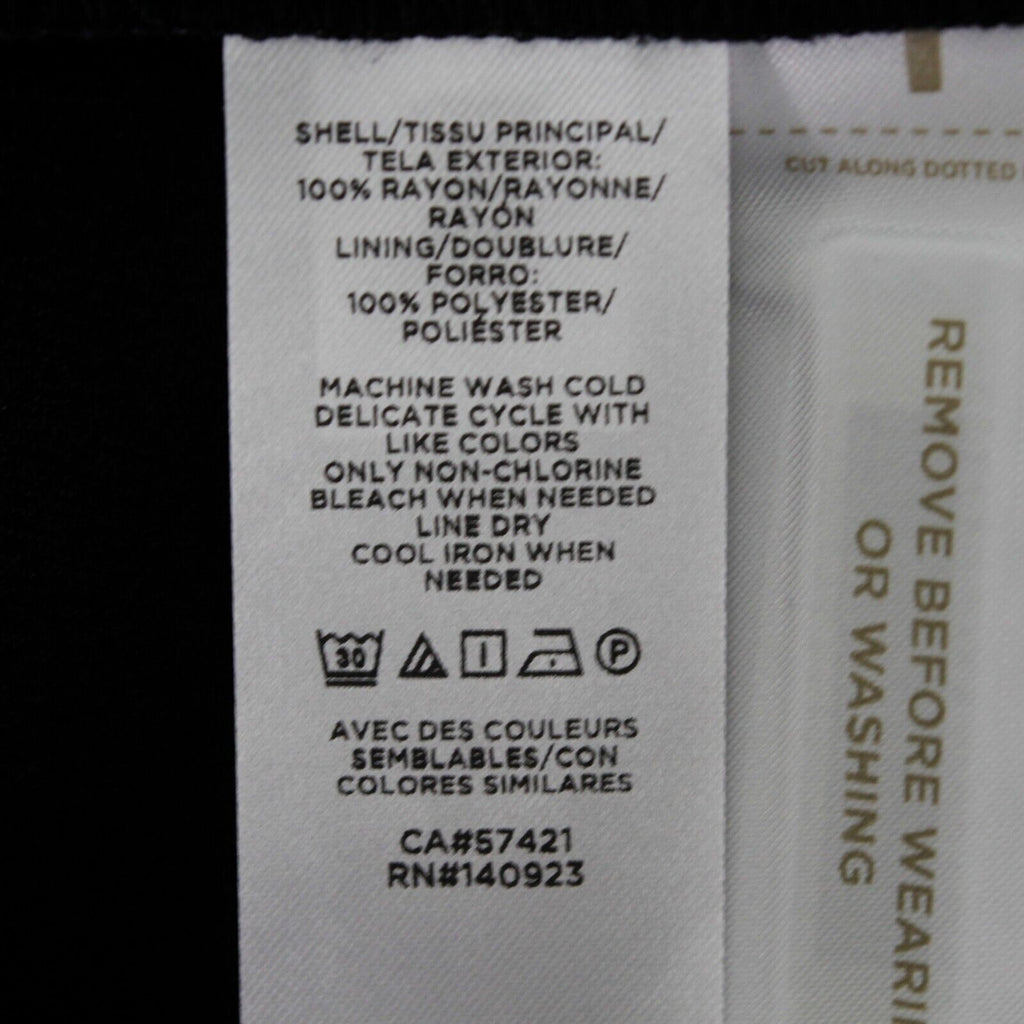 SHELL/TISSU PRINCIPAL/
TELA EXTERIOR:
100% RAYON/RAYONNE/
RAYÓN
LINING/DOUBLURE/
FORRO:
100% POLYESTER/
POLIÉSTER
MACHINE WASH COLD
DELICATE CYCLE WITH
LIKE COLORS
ONLY NON-CHLORINE
BLEACH WHEN NEEDED
LINE DRY
COOL IRON WHEN
NEEDED
30
P
AVEC DES COULEURS
SEMBLABLES/CON
COLORES SIMILARES
CA#57421
RN#140923
CUT ALONG DOTTED
REMOVE BEFORE WEARI
OR WASHING